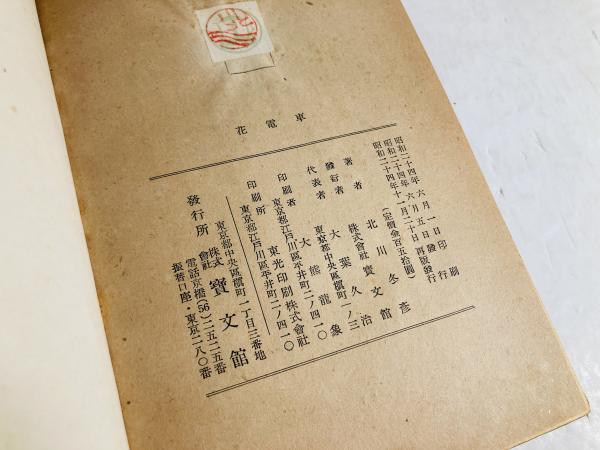 花電車
昭和二十四年 六月 一日 印刷
昭和二十四年 六月 五日 發行
昭和二十四年十一月二十日 再版發行
(定價金百五拾圓)
著者 北川冬彦
發行者 株式會社寶文館
代表者 大葉久治
東京都中央區槇町一ノ三
印刷者 大熊龍象
東京都江戸川區平井町二ノ四一〇
印刷所 東光印刷株式會社
東京都江戸川區平井町二ノ四一〇
東京都中央區槇町一丁目三番地
發行所 株式會社 寶文館
電話京橋(56)二五二五番
振替口座・東京二八〇番